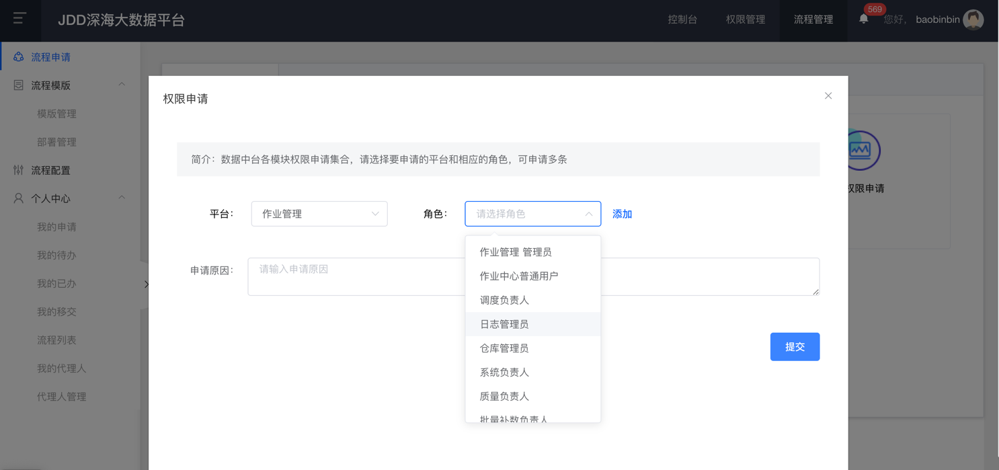 JDD深海大数据平台
控制台
权限管理
流程管理
569
您好，
baobinbin
流程申请
流程模版
模版管理
部署管理
流程配置
个人中心
我的申请
我的待办
我的已办
我的移交
流程列表
我的代理人
代理人管理
权限申请
简介：数据中台各模块权限申请集合，请选择要申请的平台和相应的角色，可申请多条
平台：
作业管理
角色：
请选择角色
添加
作业管理 管理员
作业中心普通用户
调度负责人
日志管理员
仓库管理员
系统负责人
质量负责人
批量补数负责人
申请原因：
请输入申请原因
提交
权限申请